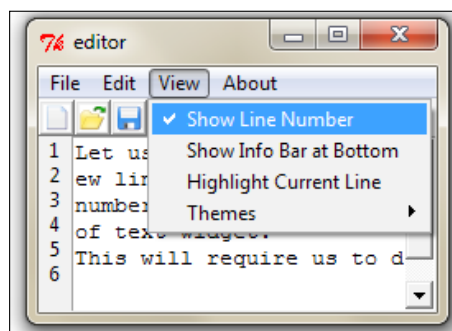 editor
File Edit View About
Show Line Number
Show Info Bar at Bottom
Highlight Current Line
Themes
1 Let us
2 ew lin
3 number
4 of text widget.
5 This will require us to d
6